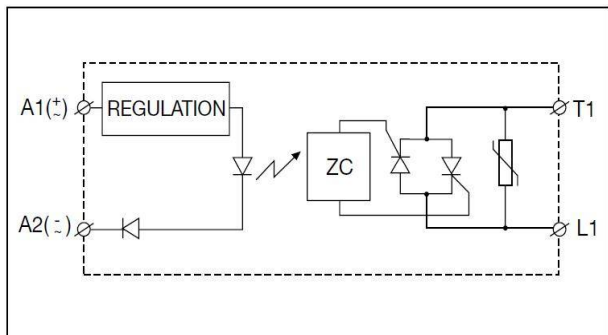 A1(+~)
REGULATION
T1
ZC
A2(-~)
L1